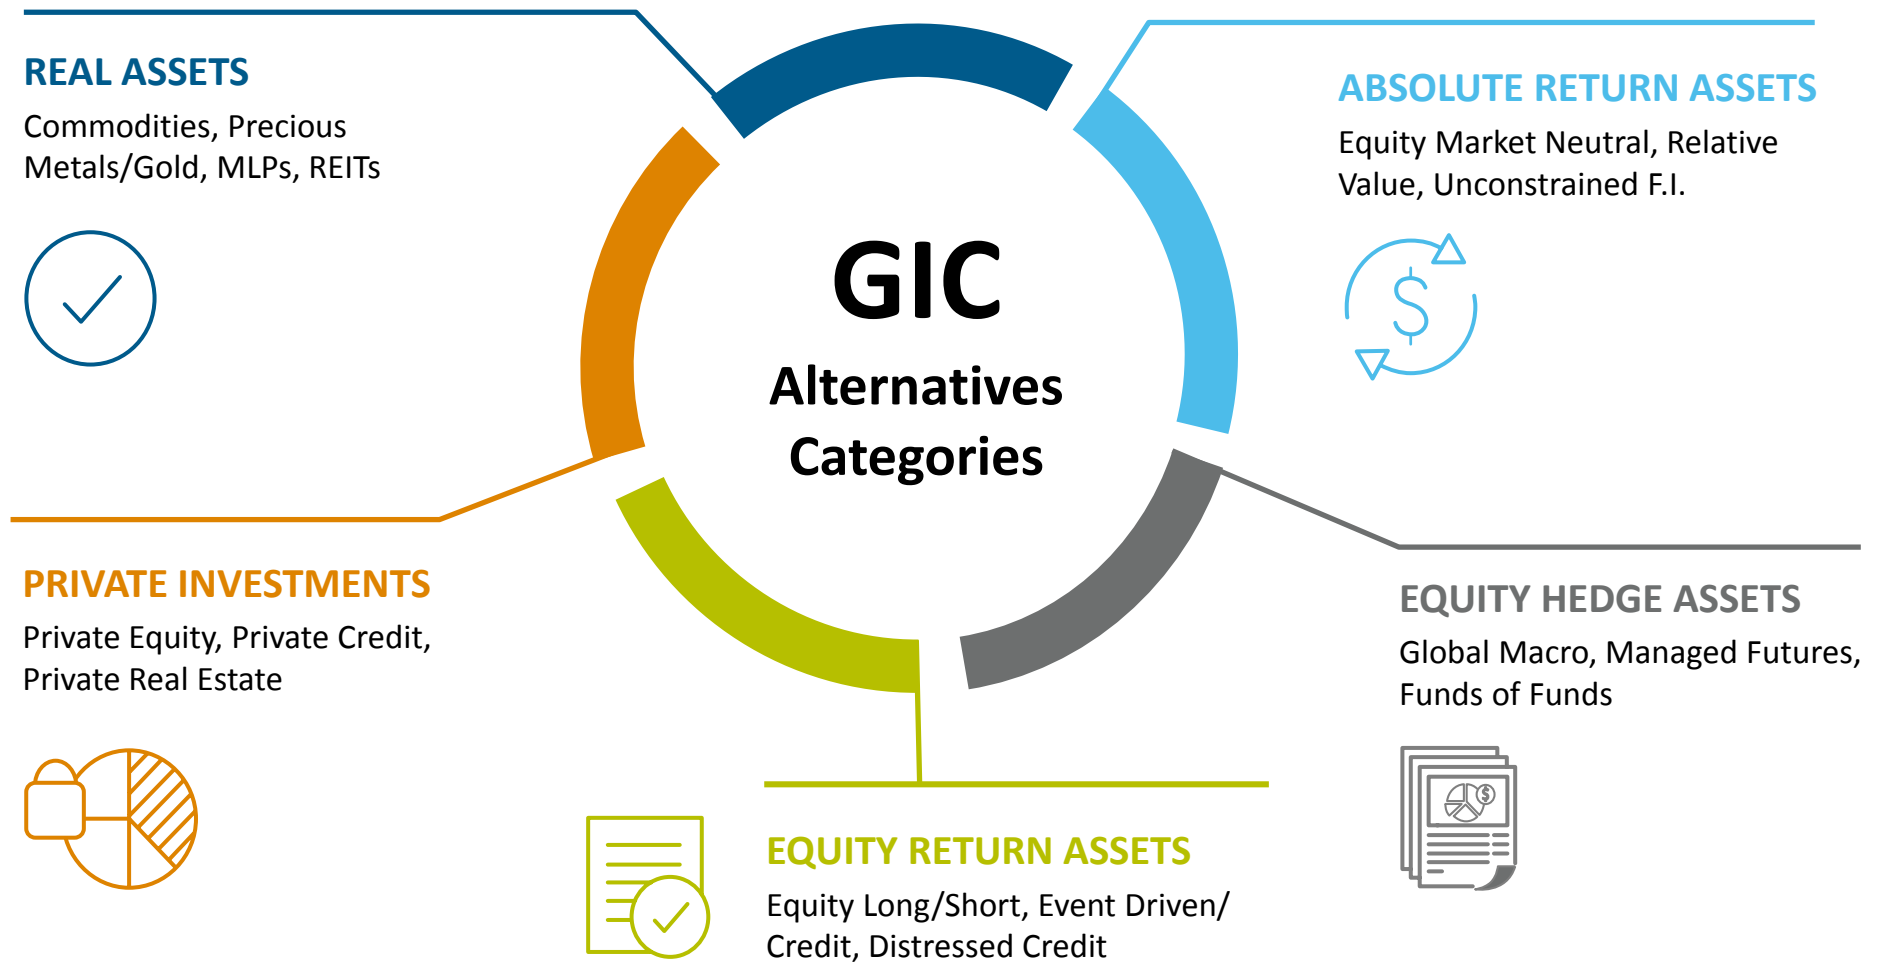 REAL ASSETS
Commodities, Precious
Metals/Gold, MLPs, REITs
ABSOLUTE RETURN ASSETS
Equity Market Neutral, Relative
Value, Unconstrained F.I.
$
GIC
Alternatives
Categories
PRIVATE INVESTMENTS
Private Equity, Private Credit,
Private Real Estate
EQUITY HEDGE ASSETS
Global Macro, Managed Futures,
Funds of Funds
$
EQUITY RETURN ASSETS
Equity Long/Short, Event Driven/
Credit, Distressed Credit